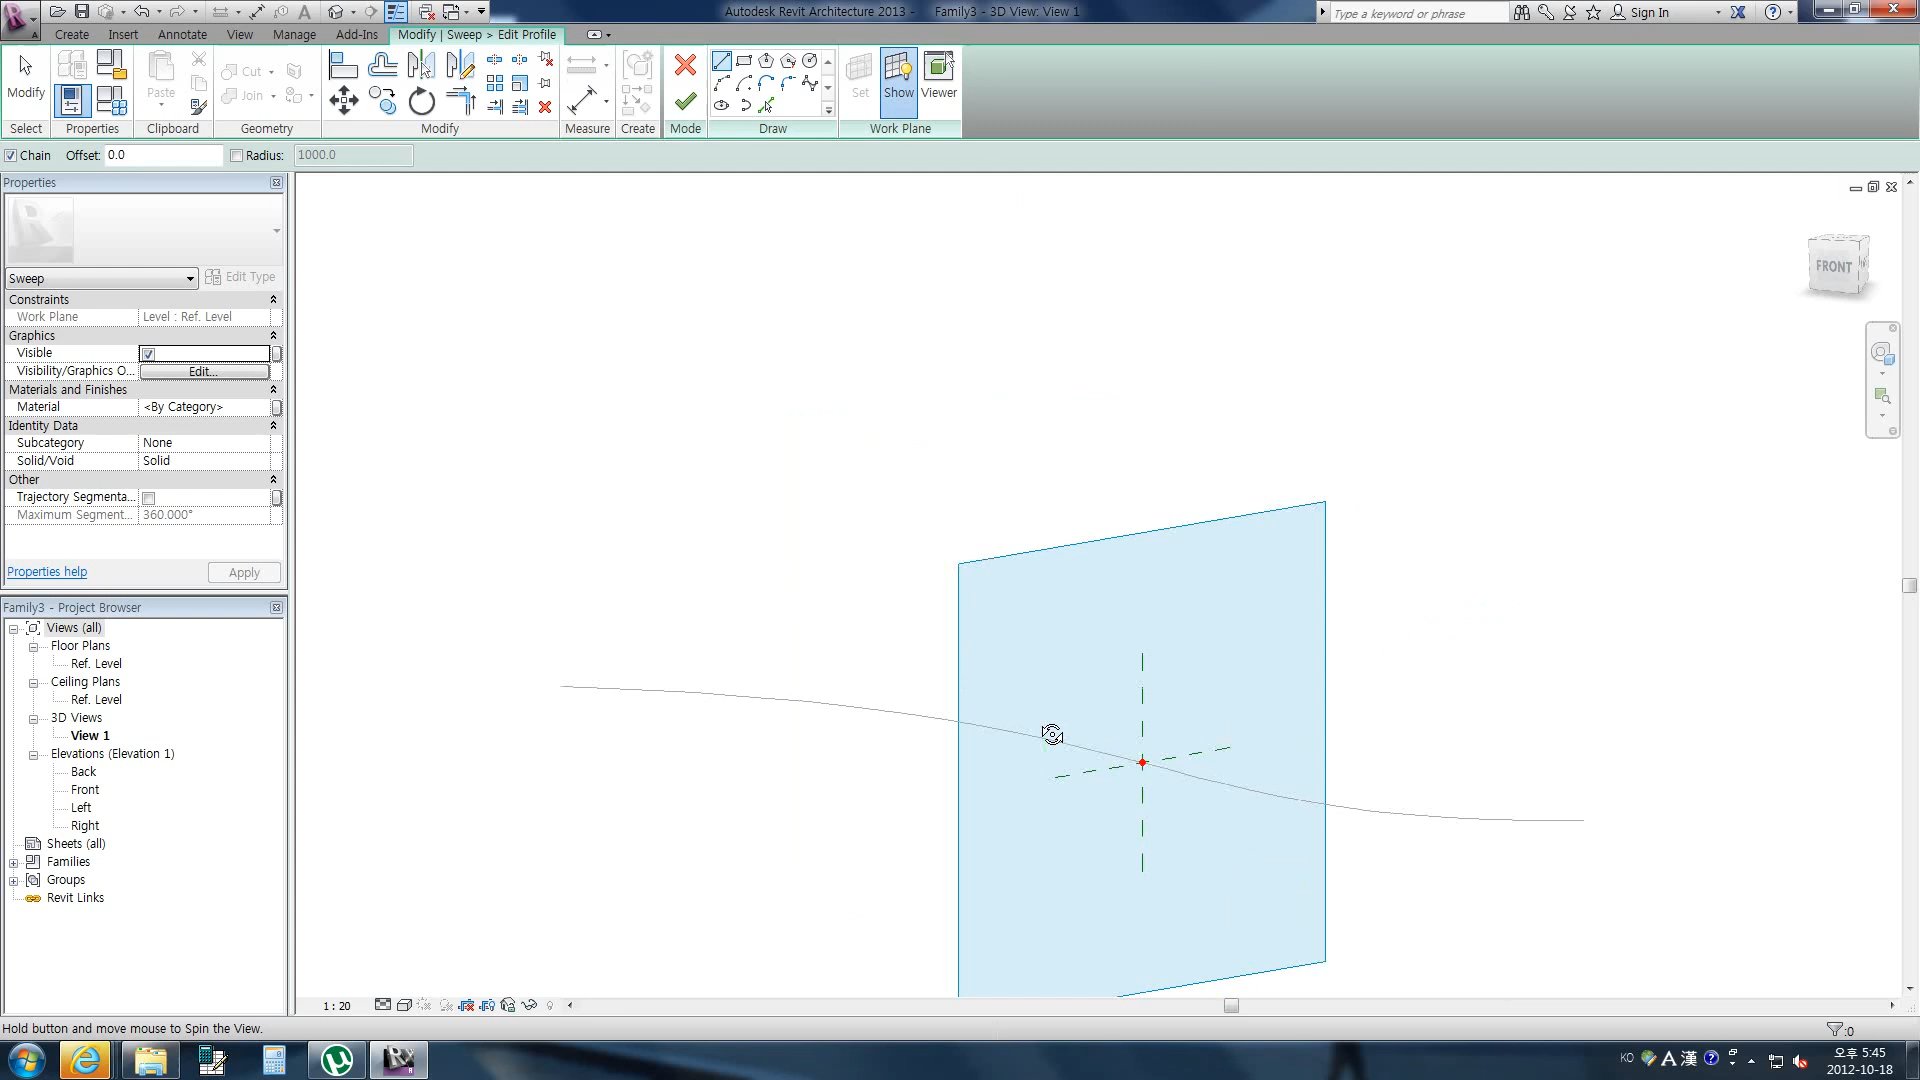 Autodesk Revit Architecture 2013 -    Family3 - 3D View: View 1
Type a keyword or phrase
Sign In
Create Insert Annotate View Manage Add-Ins Modify | Sweep > Edit Profile
Modify
Paste
Cut
Join
Set
Show
Viewer
Select
Properties
Clipboard
Geometry
Modify
Measure
Create
Mode
Draw
Work Plane
Chain Offset: 0.0 Radius: 1000.0
Properties
Sweep Edit Type
Constraints
Work Plane Level : Ref. Level
Graphics
Visible
Visibility/Graphics O... Edit...
Materials and Finishes
Material <By Category>
Identity Data
Subcategory None
Solid/Void Solid
Other
Trajectory Segmenta...
Maximum Segment... 360.000°
Properties help Apply
FRONT
Family3 - Project Browser
Views (all)
Floor Plans
Ref. Level
Ceiling Plans
Ref. Level
3D Views
View 1
Elevations (Elevation 1)
Back
Front
Left
Right
Sheets (all)
Families
Groups
Revit Links
1 : 20
Hold button and move mouse to Spin the View.
:0
KO A 漢
오후 5:45
2012-10-18